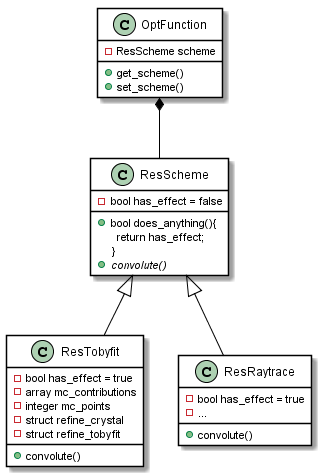 C OptFunction
ResScheme scheme
get_scheme()
set_scheme()
C ResScheme
bool has_effect = false
bool does_anything(){
return has_effect;
}
convolute()
C ResTobyfit
bool has_effect = true
array mc_contributions
integer mc_points
struct refine_crystal
struct refine_tobyfit
convolute()
C ResRaytrace
bool has_effect = true
...
convolute()